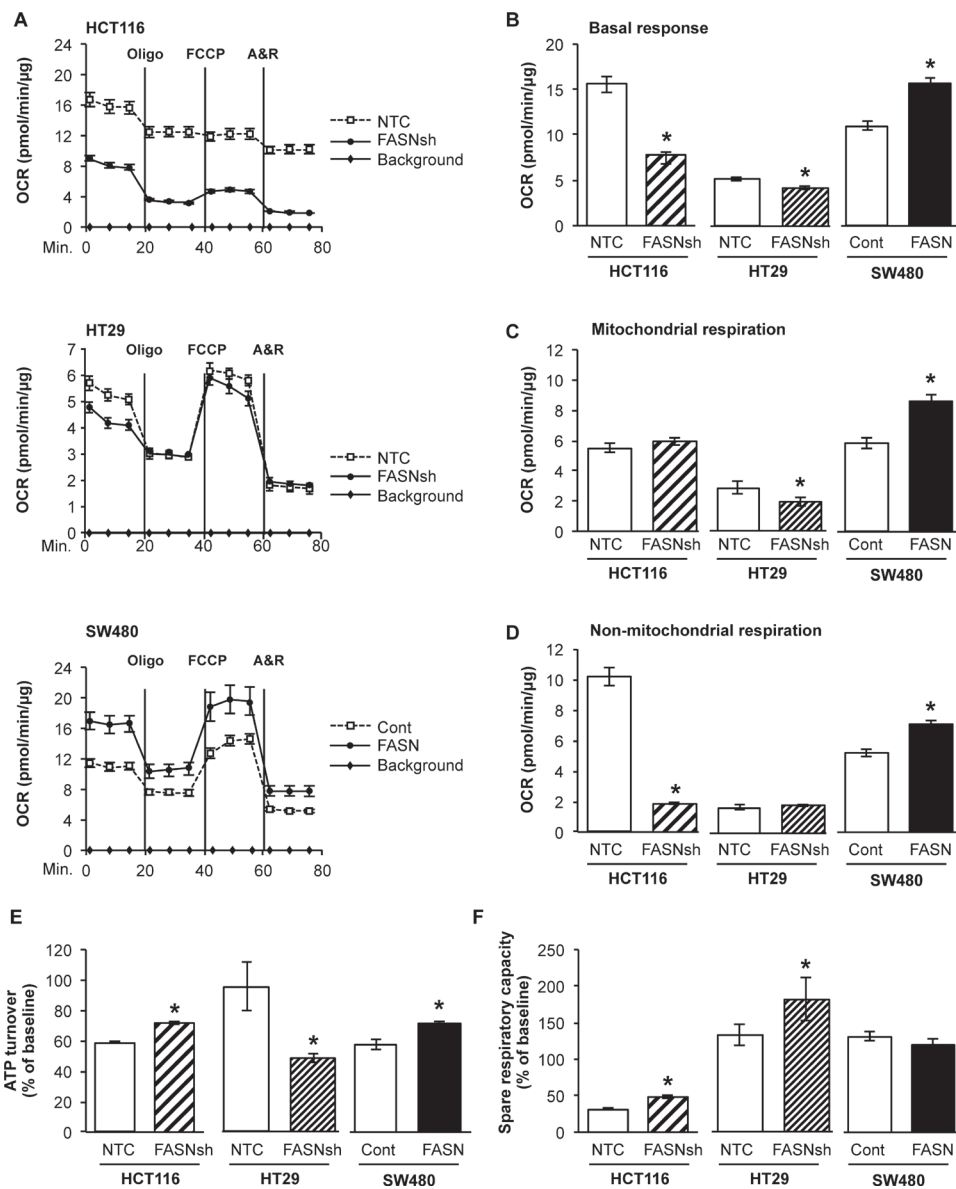 A
HCT116
OCR (pmol/min/µg)
24
20
16
12
8
4
0
Oligo FCCP A&R
NTC
FASNsh
Background
Min. 0 20 40 60 80
HT29
OCR (pmol/min/µg)
7
6
5
4
3
2
1
0
Oligo FCCP A&R
NTC
FASNsh
Background
Min. 0 20 40 60 80
SW480
OCR (pmol/min/µg)
24
20
16
12
8
4
0
Oligo FCCP A&R
Cont
FASN
Background
Min. 0 20 40 60 80
B Basal response
OCR (pmol/min/µg)
20
15
10
5
0
* * *
NTC FASNsh NTC FASNsh Cont FASN
HCT116 HT29 SW480
C Mitochondrial respiration
OCR (pmol/min/µg)
12
10
8
6
4
2
0
* *
NTC FASNsh NTC FASNsh Cont FASN
HCT116 HT29 SW480
D Non-mitochondrial respiration
OCR (pmol/min/µg)
12
10
8
6
4
2
0
* *
NTC FASNsh NTC FASNsh Cont FASN
HCT116 HT29 SW480
E
ATP turnover
(% of baseline)
120
100
80
60
40
20
0
* * *
NTC FASNsh NTC FASNsh Cont FASN
HCT116 HT29 SW480
F
Spare respiratory capacity
(% of baseline)
250
200
150
100
50
0
* *
NTC FASNsh NTC FASNsh Cont FASN
HCT116 HT29 SW480